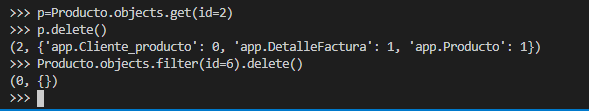 >>> p=Producto.objects.get(id=2)
>>> p.delete()
(2, {'app.Cliente_producto': 0, 'app.DetalleFactura': 1, 'app.Producto': 1})
>>> Producto.objects.filter(id=6).delete()
(0, {})
>>>